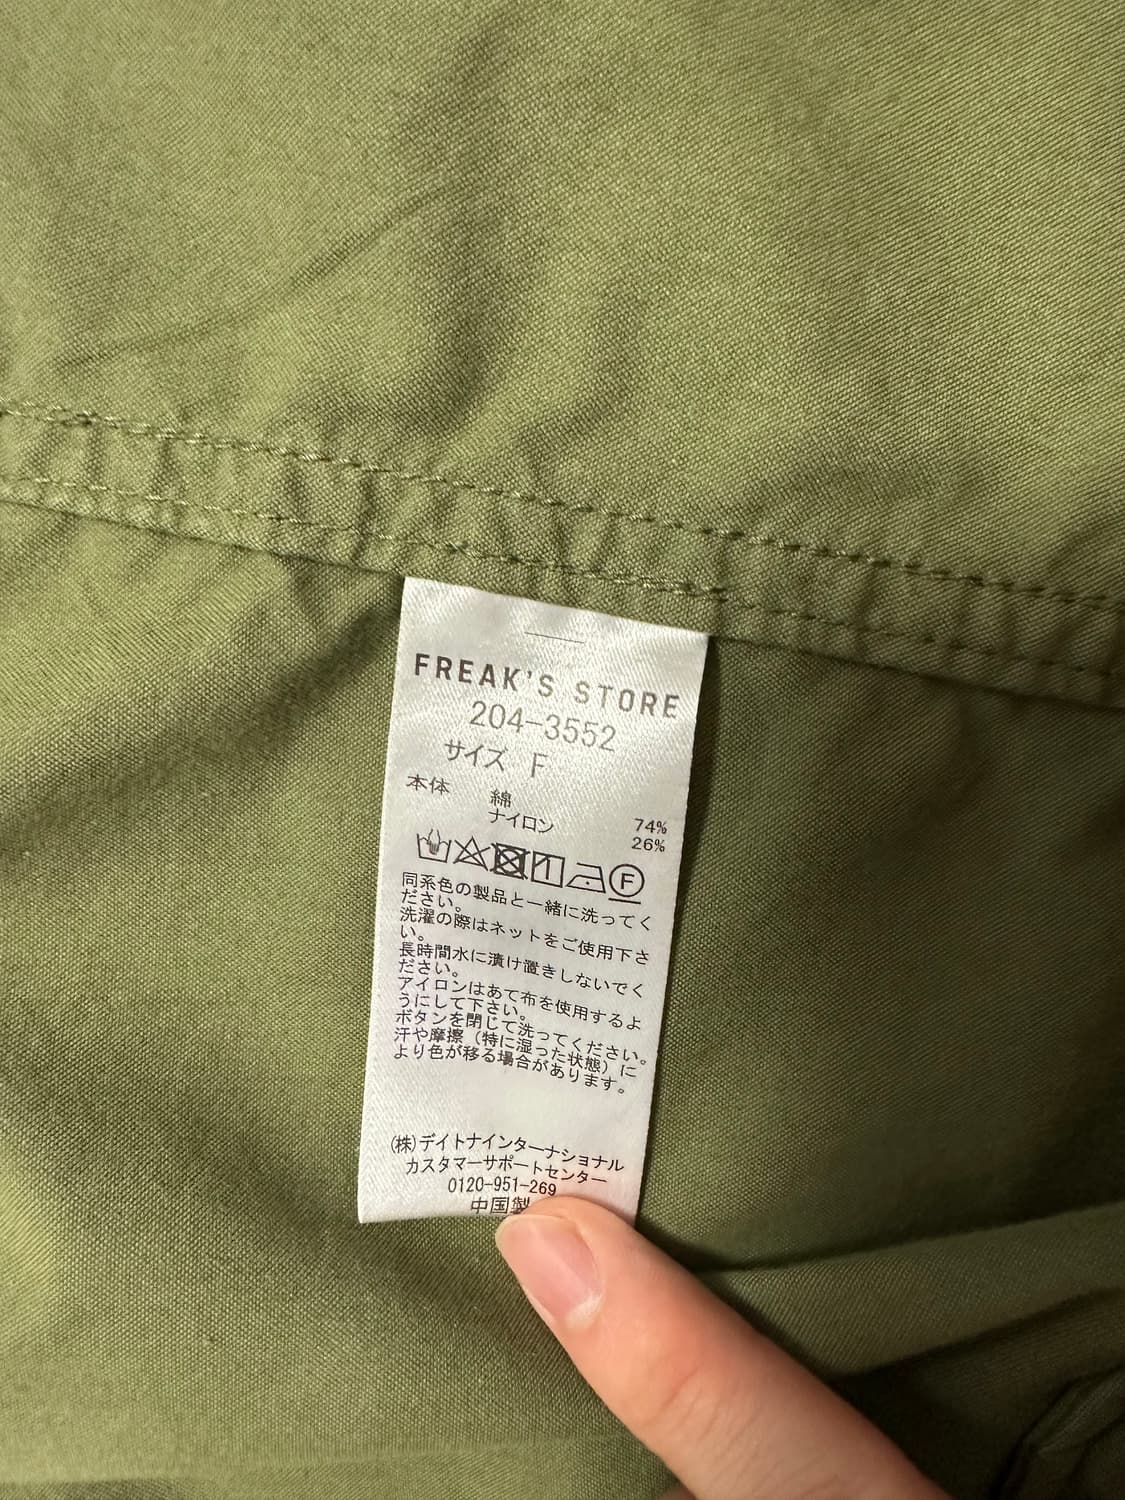 FREAK'S STORE
204-3552
サイズ F
本体 綿 74%
ナイロン 26%
F
同系色の製品と一緒に洗ってく
ださい。
洗濯の際はネットをご使用下さ
い。
長時間水に漬け置きしないでく
ださい。
アイロンはあて布を使用するよ
うにして下さい。
ボタンを閉じて洗ってください。
汗や摩擦(特に湿った状態)に
より色が移る場合があります。
(株)デイトナインターナショナル
カスタマーサポートセンター
0120-951-269
中国製